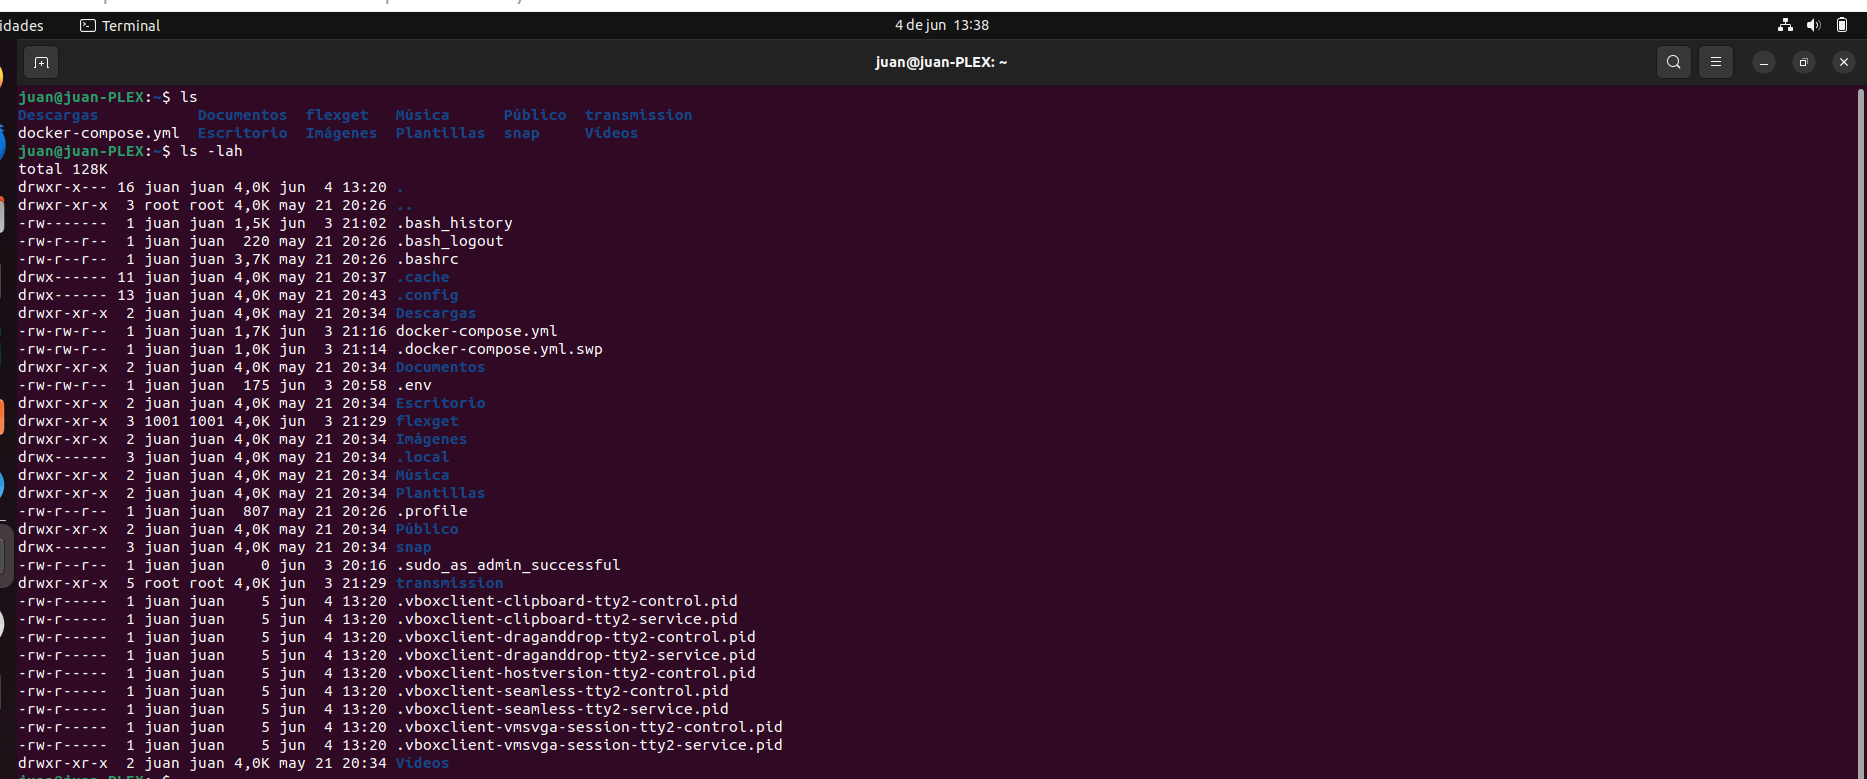 idades Terminal 4 de jun 13:38
juan@juan-PLEX: ~
juan@juan-PLEX:~$ ls
Descargas Documentos flexget Música Público transmission
docker-compose.yml Escritorio Imágenes Plantillas snap Vídeos
juan@juan-PLEX:~$ ls -lah
total 128K
drwxr-x--- 16 juan juan 4,0K jun 4 13:20 .
drwxr-xr-x 3 root root 4,0K may 21 20:26 ..
-rw------- 1 juan juan 1,5K jun 3 21:02 .bash_history
-rw-r--r-- 1 juan juan 220 may 21 20:26 .bash_logout
-rw-r--r-- 1 juan juan 3,7K may 21 20:26 .bashrc
drwx------ 11 juan juan 4,0K may 21 20:37 .cache
drwx------ 13 juan juan 4,0K may 21 20:43 .config
drwxr-xr-x 2 juan juan 4,0K may 21 20:34 Descargas
-rw-rw-r-- 1 juan juan 1,7K jun 3 21:16 docker-compose.yml
-rw-rw-r-- 1 juan juan 1,0K jun 3 21:14 .docker-compose.yml.swp
drwxr-xr-x 2 juan juan 4,0K may 21 20:34 Documentos
-rw-rw-r-- 1 juan juan 175 jun 3 20:58 .env
drwxr-xr-x 2 juan juan 4,0K may 21 20:34 Escritorio
drwxr-xr-x 3 1001 1001 4,0K jun 3 21:29 flexget
drwxr-xr-x 2 juan juan 4,0K may 21 20:34 Imágenes
drwx------ 3 juan juan 4,0K may 21 20:34 .local
drwxr-xr-x 2 juan juan 4,0K may 21 20:34 Música
drwxr-xr-x 2 juan juan 4,0K may 21 20:34 Plantillas
-rw-r--r-- 1 juan juan 807 may 21 20:26 .profile
drwxr-xr-x 2 juan juan 4,0K may 21 20:34 Público
drwx------ 3 juan juan 4,0K may 21 20:34 snap
-rw-r--r-- 1 juan juan 0 jun 3 20:16 .sudo_as_admin_successful
drwxr-xr-x 5 root root 4,0K jun 3 21:29 transmission
-rw-r----- 1 juan juan 5 jun 4 13:20 .vboxclient-clipboard-tty2-control.pid
-rw-r----- 1 juan juan 5 jun 4 13:20 .vboxclient-clipboard-tty2-service.pid
-rw-r----- 1 juan juan 5 jun 4 13:20 .vboxclient-draganddrop-tty2-control.pid
-rw-r----- 1 juan juan 5 jun 4 13:20 .vboxclient-draganddrop-tty2-service.pid
-rw-r----- 1 juan juan 5 jun 4 13:20 .vboxclient-hostversion-tty2-control.pid
-rw-r----- 1 juan juan 5 jun 4 13:20 .vboxclient-seamless-tty2-control.pid
-rw-r----- 1 juan juan 5 jun 4 13:20 .vboxclient-seamless-tty2-service.pid
-rw-r----- 1 juan juan 5 jun 4 13:20 .vboxclient-vmsvga-session-tty2-control.pid
-rw-r----- 1 juan juan 5 jun 4 13:20 .vboxclient-vmsvga-session-tty2-service.pid
drwxr-xr-x 2 juan juan 4,0K may 21 20:34 Vídeos
juan@juan-PLEX:~$